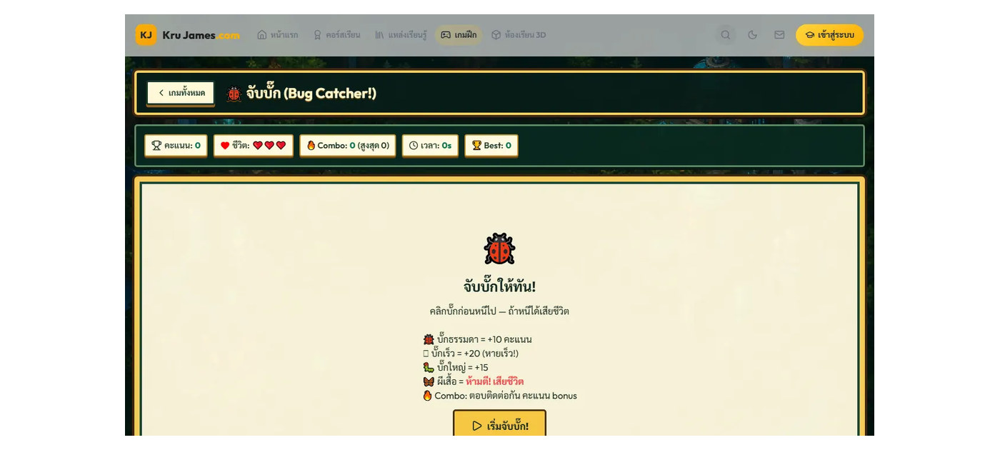 KJ Kru James.com หน้าแรก คอร์สเรียน แหล่งเรียนรู้ เกมฝึก ห้องเรียน 3D เข้าสู่ระบบ
เกมทั้งหมด จับบั๊ก (Bug Catcher!)
คะแนน: 0 ชีวิต: Combo: 0 (สูงสุด 0) เวลา: 0s Best: 0
จับบั๊กให้ทัน!
คลิกบั๊กก่อนหนีไป — ถ้าหนีได้เสียชีวิต
บั๊กธรรมดา = +10 คะแนน
บั๊กเร็ว = +20 (หายเร็ว!)
บั๊กใหญ่ = +15
ผีเสื้อ = ห้ามตี! เสียชีวิต
Combo: ตอบติดต่อกัน คะแนน bonus
เริ่มจับบั๊ก!